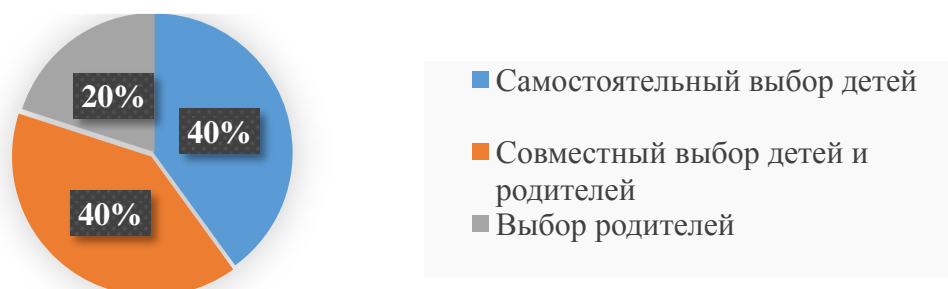 20%
40%
40%
Самостоятельный выбор детей
Совместный выбор детей и
родителей
Выбор родителей